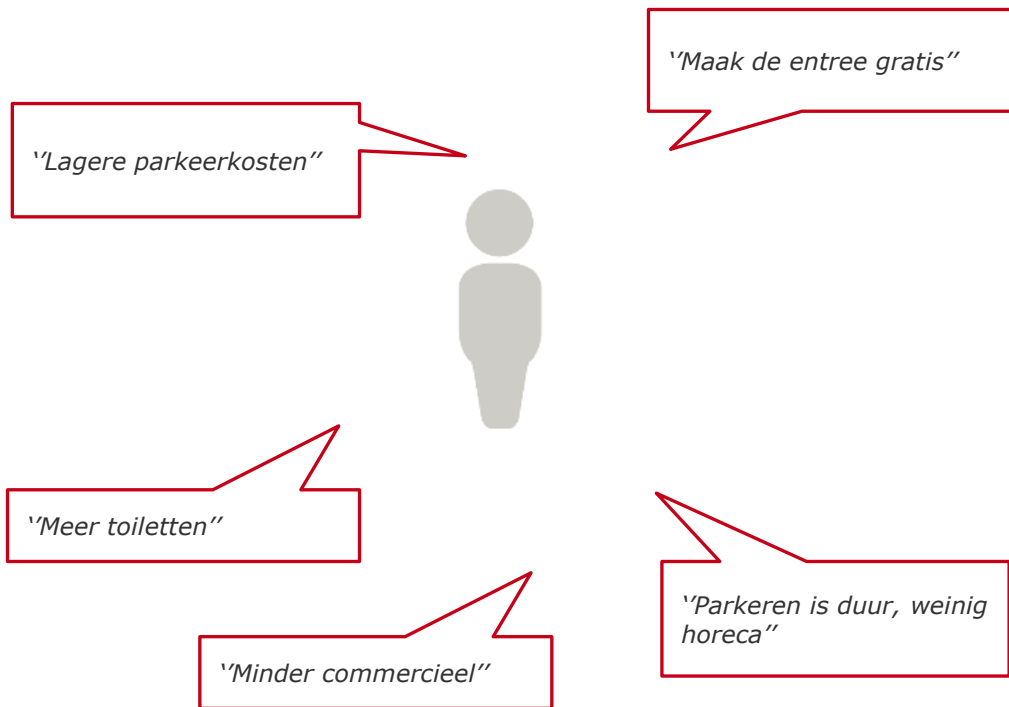 ‘’Maak de entree gratis’’
‘’Lagere parkeerkosten’’
‘’Meer toiletten’’
‘’Parkeren is duur, weinig
horeca’’
‘’Minder commercieel’’